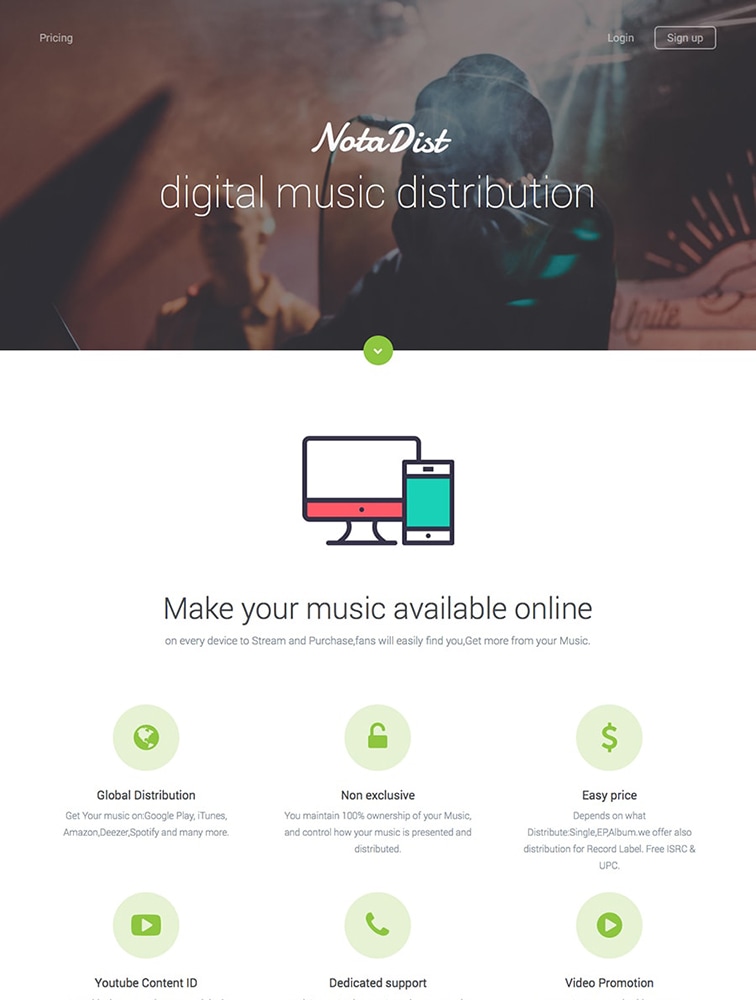 Pricing
Login
Sign up
NotaDist
digital music distribution
Unite
Make your music available online
on every device to Stream and Purchase,fans will easily find you,Get more from your Music.
Global Distribution
Get Your music on:Google Play, iTunes,
Amazon,Deezer,Spotify and many more.
Non exclusive
You maintain 100% ownership of your Music,
and control how your music is presented and
distributed.
Easy price
Depends on what
Distribute:Single,EP,Album.we offer also
distribution for Record Label. Free ISRC &
UPC.
Youtube Content ID
Dedicated support
Video Promotion